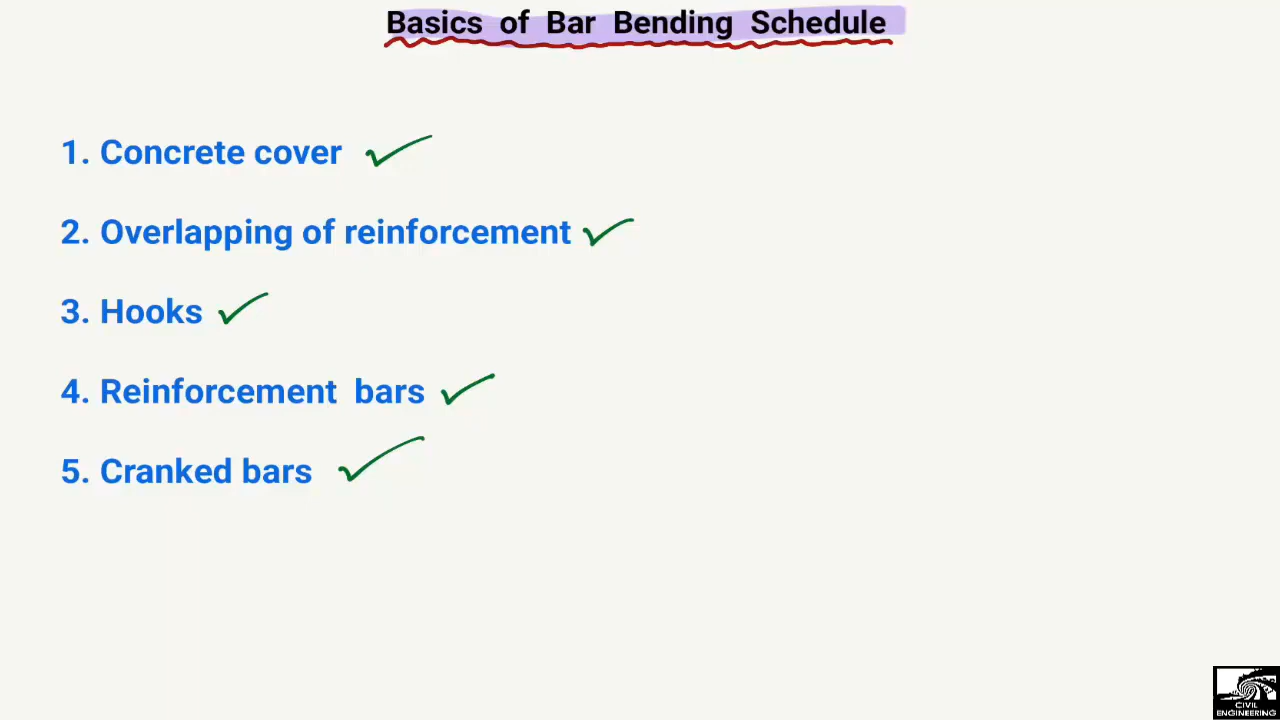 Basics of Bar Bending Schedule
1. Concrete cover
2. Overlapping of reinforcement
3. Hooks
4. Reinforcement bars
5. Cranked bars
CIVIL
ENGINEERING